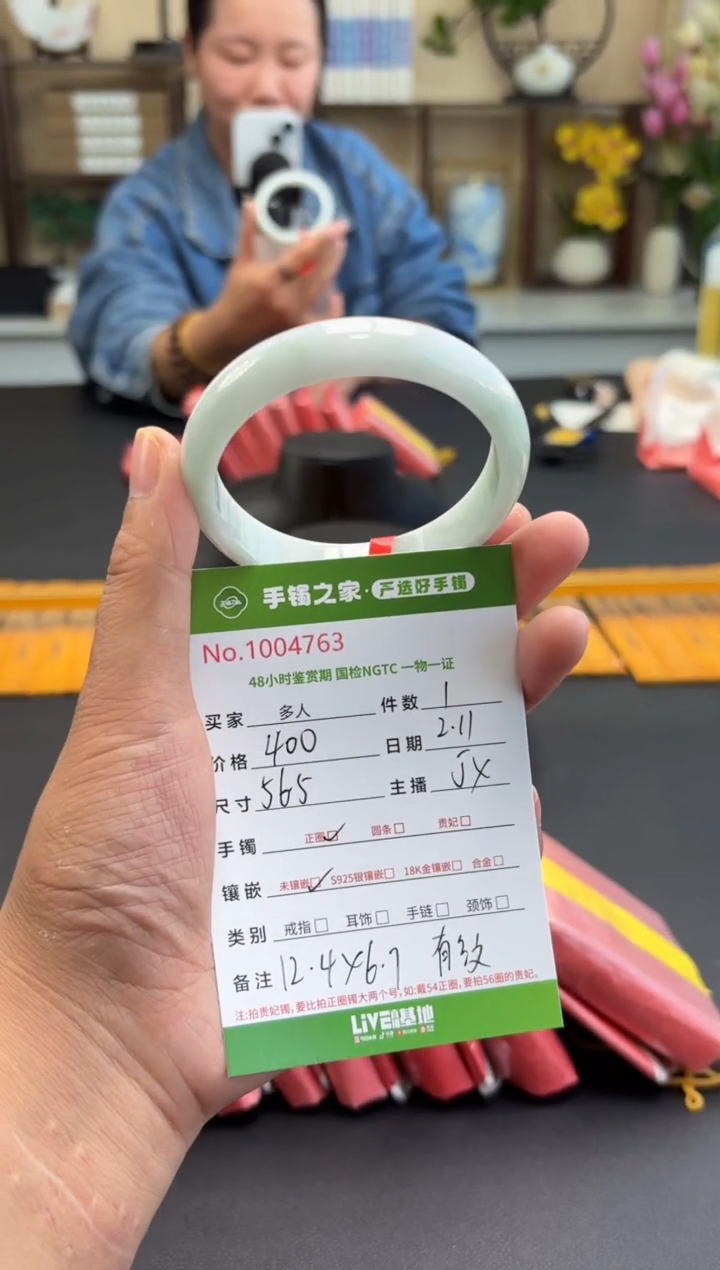 手镯之家·严选好手镯
No.1004763
48小时鉴赏期 国检NGTC 一物一证
买家 多人 件数 1
价格 400 日期 2.11
尺寸 565 主播 JX
手镯 正圈☑ 圆条□ 贵妃□
镶嵌 未镶嵌☑ S925银镶嵌□ 18K金镶嵌□ 合金□
类别 戒指□ 耳饰□ 手链□ 颈饰□
备注 12.4×6.7 有纹
注:拍贵妃镯,要比拍正圈镯大两个号,如:戴54正圈,要拍56圈的贵妃。
LIVE 基地